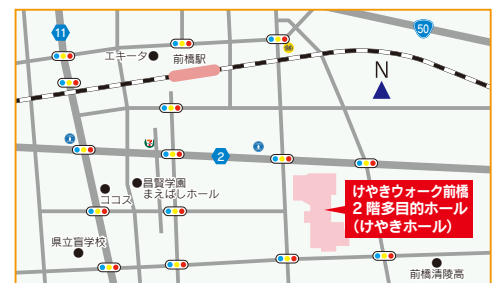 11
50
エキータ
前橋駅
N
7
2
昌賢学園
まえばしホール
ココス
けやきウォーク前橋
2階多目的ホール
（けやきホール）
県立盲学校
前橋清陵高